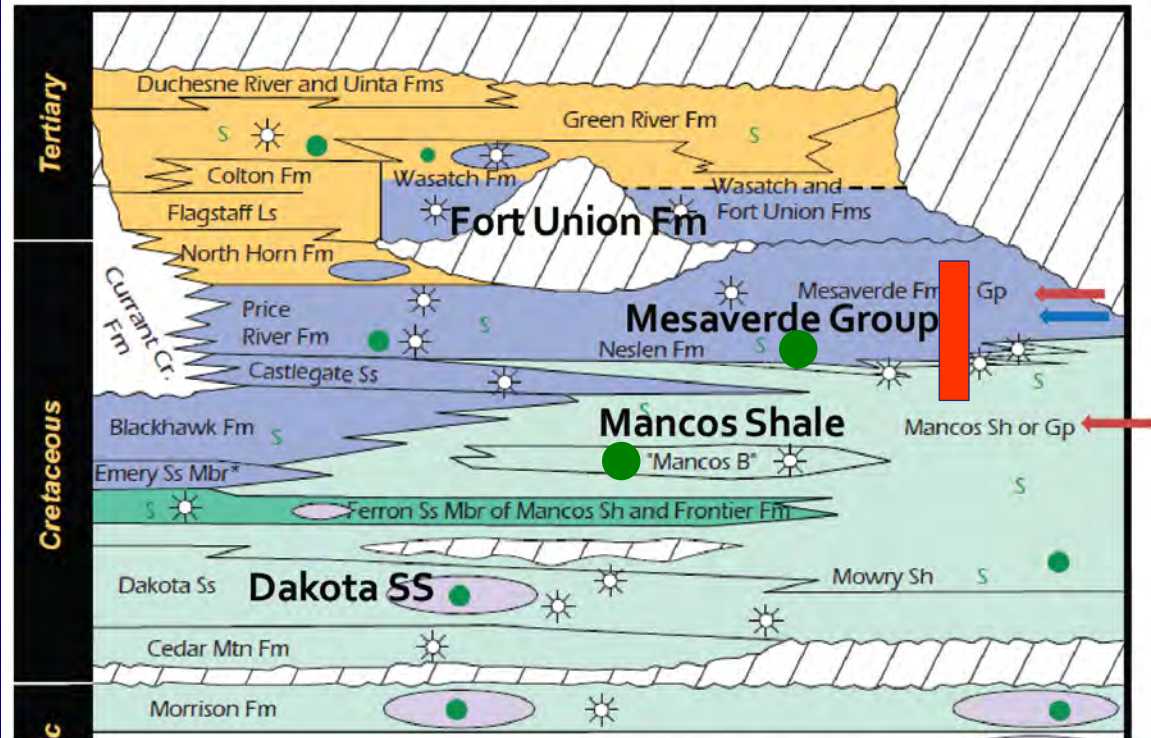 Tertiary
Duchesne River and Uinta Fms
Green River Fm
S
S
Colton Fm
Wasatch Fm
Wasatch and
Fort Union Fms
Flagstaff Ls
Fort Union Fm
North Horn Fm
Cretaceous
Currant Cr.
Fm
Price
River Fm
S
Mesaverde Fm Gp
Mesaverde Group
Neslen Fm
S
Castlegate Ss
S
S
Blackhawk Fm
S
Mancos Shale
Mancos Sh or Gp
Emery Ss Mbr*
"Mancos B"
S
S
Ferron Ss Mbr of Mancos Sh and Frontier Fm
Dakota Ss
Dakota SS
Mowry Sh
S
Cedar Mtn Fm
Morrison Fm
c